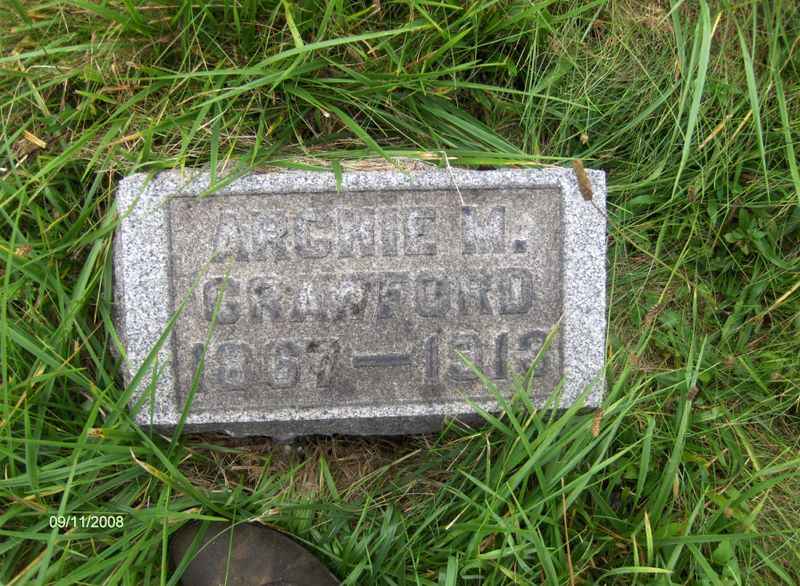 ARCHIE M.
CRAWFORD
1867—1913
09/11/2008